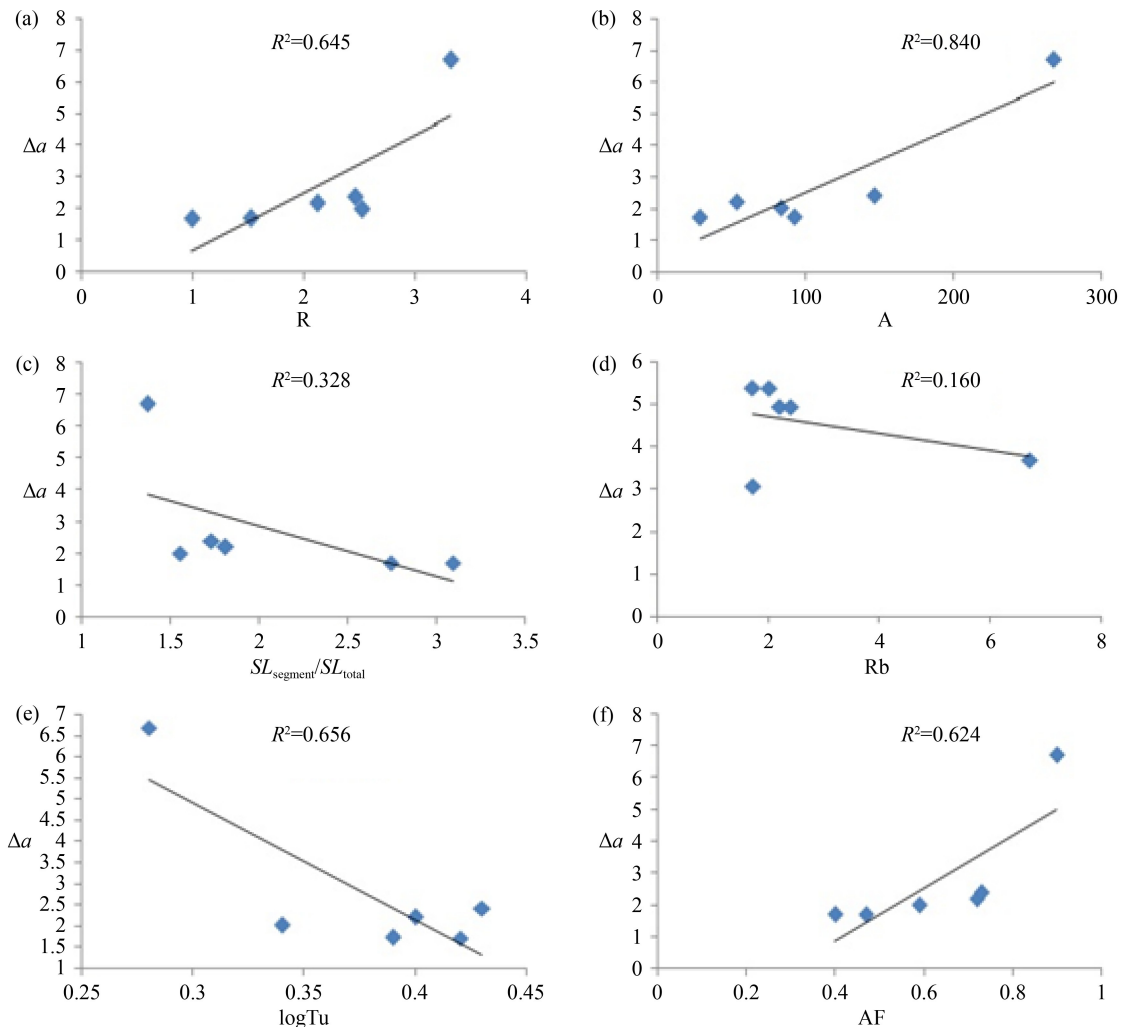 (a)
R²=0.645
8
7
6
5
4
3
2
1
0
Δa
0 1 2 3 4
R
(b)
R²=0.840
8
7
6
5
4
3
2
1
0
Δa
0 100 200 300
A
(c)
R²=0.328
8
7
6
5
4
3
2
1
0
Δa
1 1.5 2 2.5 3 3.5
SLsegment/SLtotal
(d)
R²=0.160
6
5
4
3
2
1
0
Δa
0 2 4 6 8
Rb
(e)
R²=0.656
7
6.5
6
5.5
5
4.5
4
3.5
3
2.5
2
1.5
1
Δa
0.25 0.3 0.35 0.4 0.45
logTu
(f)
R²=0.624
8
7
6
5
4
3
2
1
0
Δa
0 0.2 0.4 0.6 0.8 1
AF